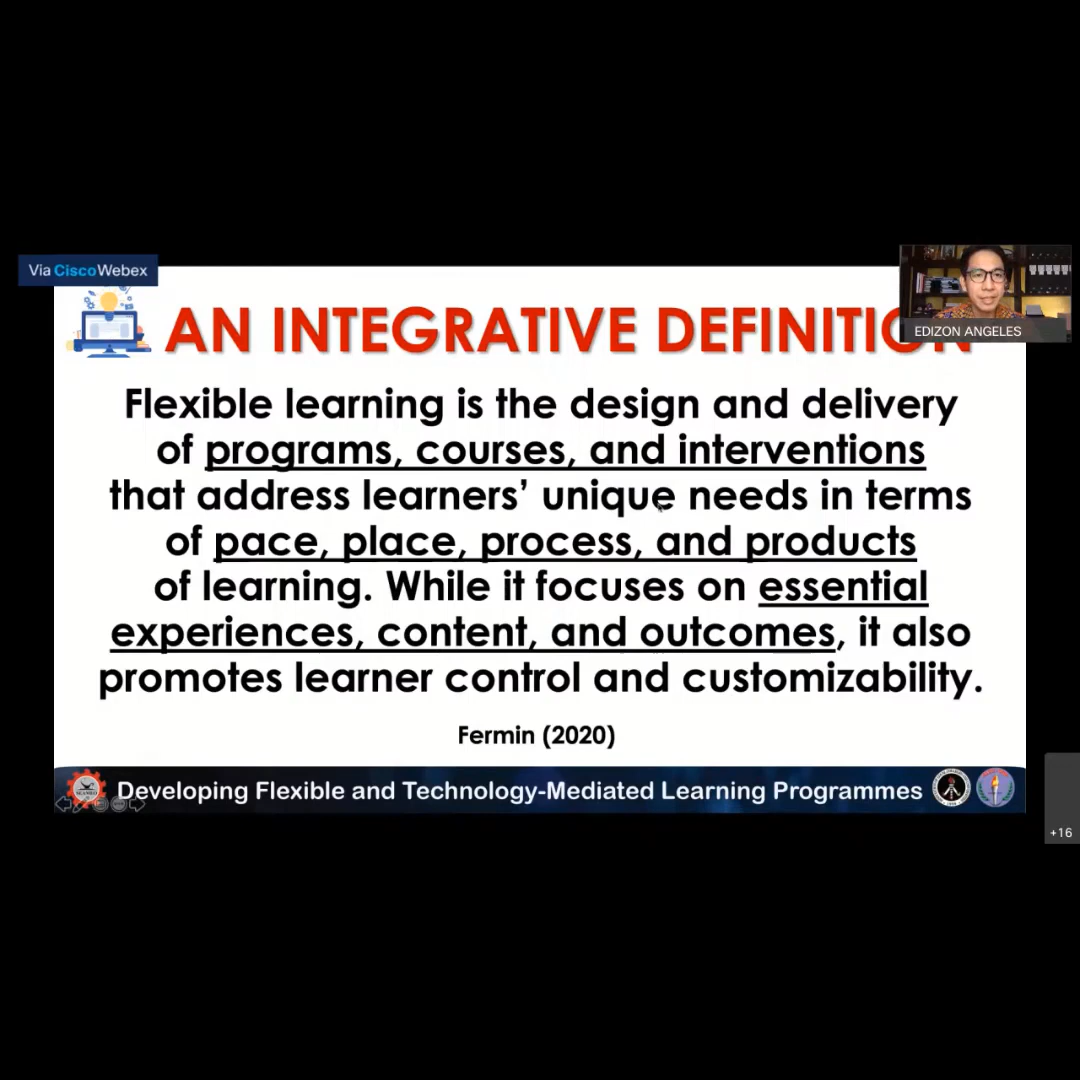 Via CiscoWebex
AN INTEGRATIVE DEFINITION
EDIZON ANGELES
Flexible learning is the design and delivery
of programs, courses, and interventions
that address learners’ unique needs in terms
of pace, place, process, and products
of learning. While it focuses on essential
experiences, content, and outcomes, it also
promotes learner control and customizability.
Fermin (2020)
Developing Flexible and Technology-Mediated Learning Programmes
+16